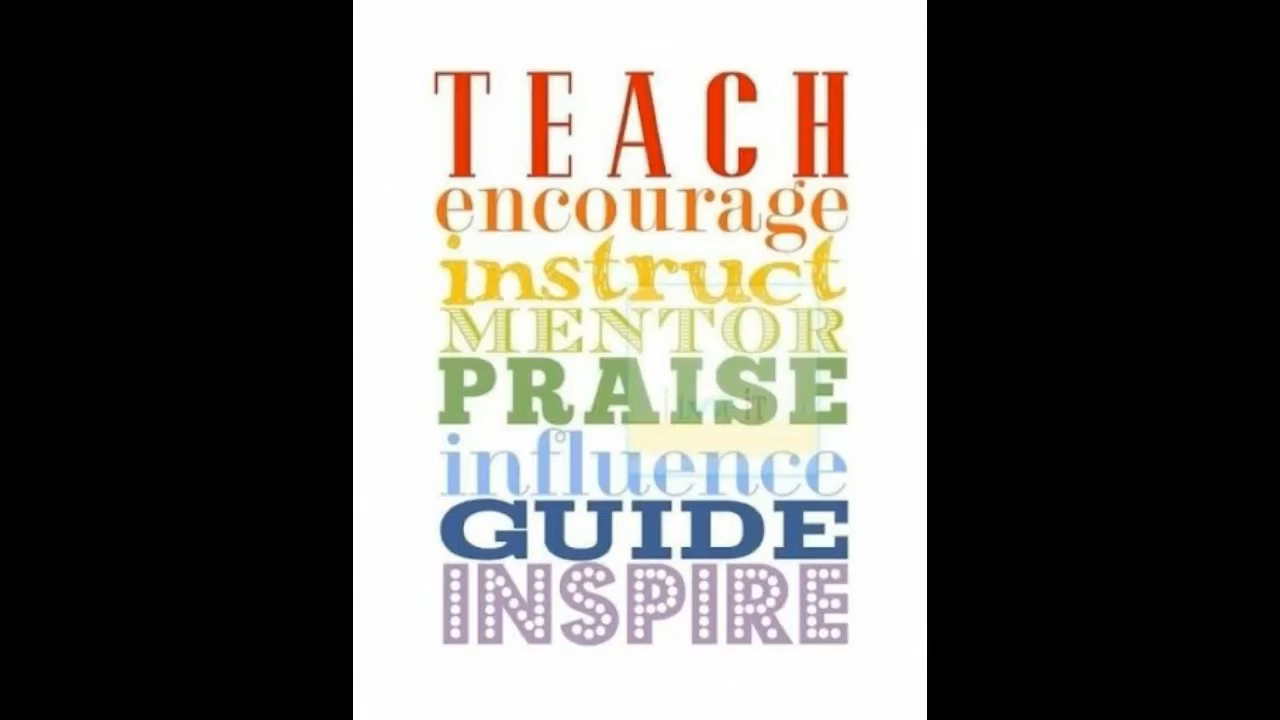 TEACH
encourage
instruct
MENTOR
PRAISE
influence
GUIDE
INSPIRE